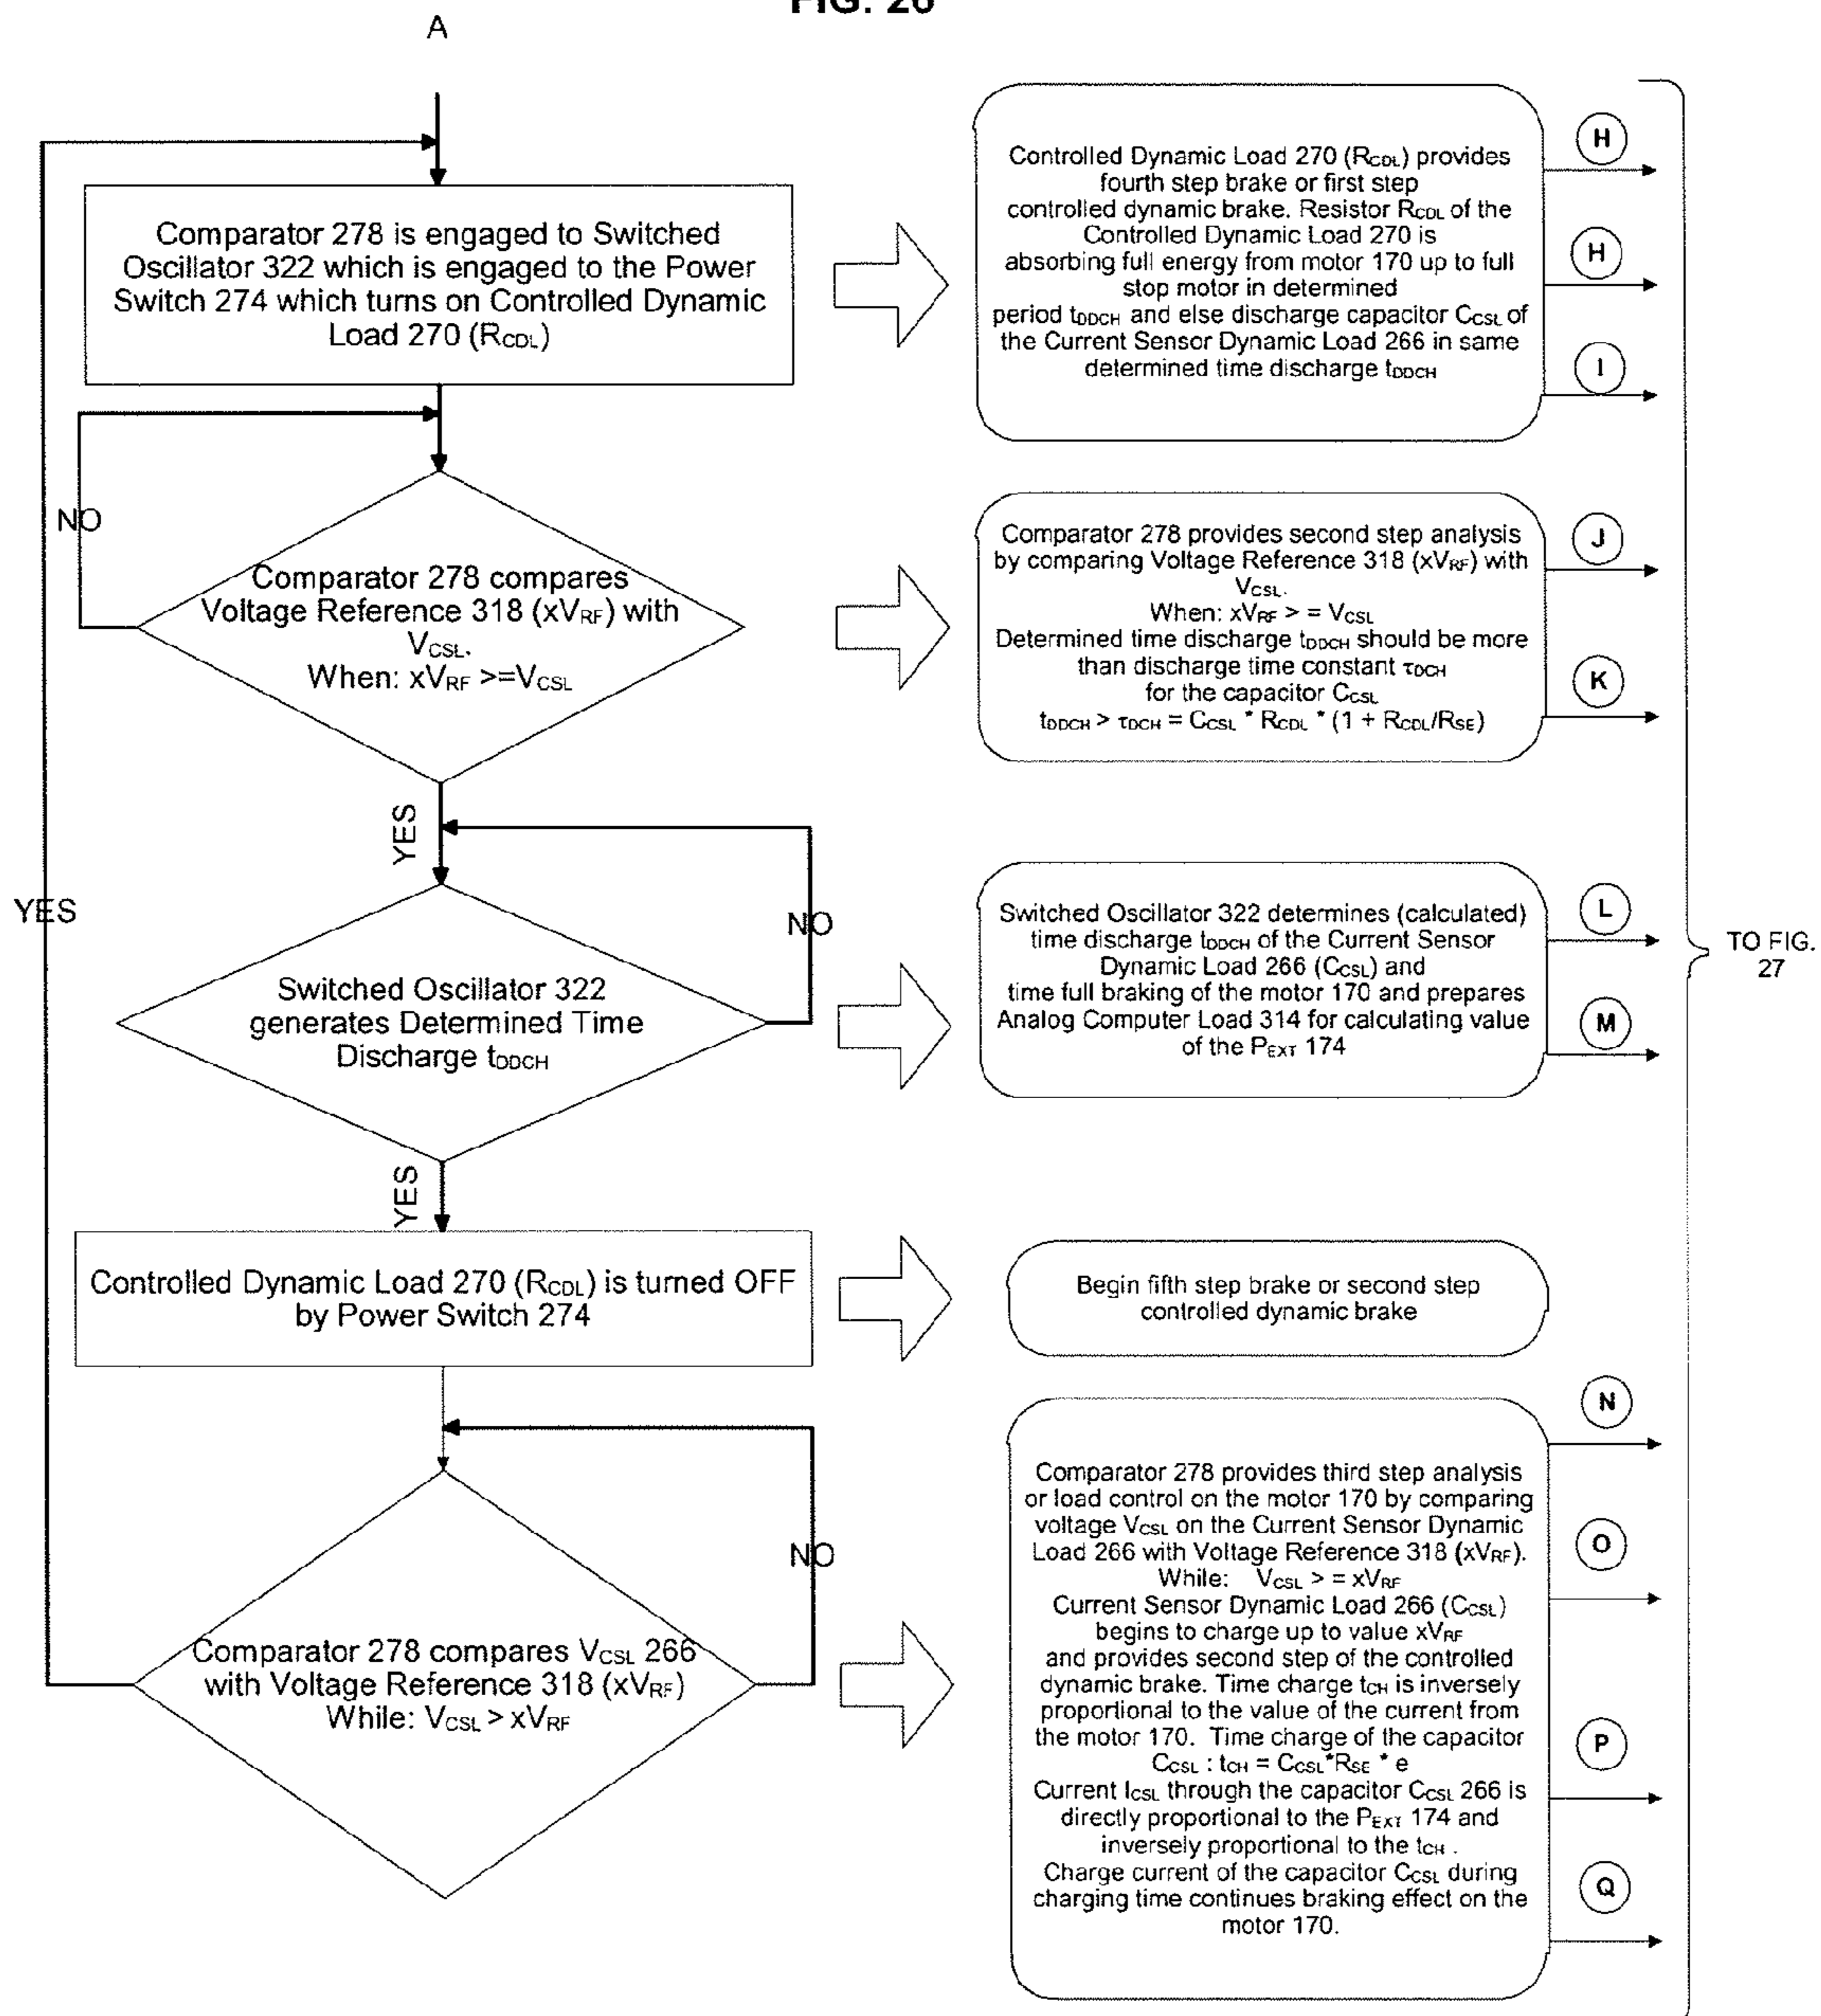 FIG. 26
A
Comparator 278 is engaged to Switched
Oscillator 322 which is engaged to the Power
Switch 274 which turns on Controlled Dynamic
Load 270 (RCDL)
Controlled Dynamic Load 270 (RCDL) provides
fourth step brake or first step
controlled dynamic brake. Resistor RCDL of the
Controlled Dynamic Load 270 is
absorbing full energy from motor 170 up to full
stop motor in determined
period tDDCH and else discharge capacitor CCSL of
the Current Sensor Dynamic Load 266 in same
determined time discharge tDDCH
H
H
I
NO
Comparator 278 compares
Voltage Reference 318 (xVRF) with
VCSL.
When: xVRF >=VCSL
Comparator 278 provides second step analysis
by comparing Voltage Reference 318 (xVRF) with
VCSL.
When: xVRF > = VCSL
Determined time discharge tDDCH should be more
than discharge time constant τDCH
for the capacitor CCSL
tDDCH > τDCH = CCSL * RCDL * (1 + RCDL/RSE)
J
K
YES
YES
NO
Switched Oscillator 322
generates Determined Time
Discharge tDDCH
Switched Oscillator 322 determines (calculated)
time discharge tDDCH of the Current Sensor
Dynamic Load 266 (CCSL) and
time full braking of the motor 170 and prepares
Analog Computer Load 314 for calculating value
of the PEXT 174
L
M
TO FIG.
27
YES
Controlled Dynamic Load 270 (RCDL) is turned OFF
by Power Switch 274
Begin fifth step brake or second step
controlled dynamic brake
NO
Comparator 278 compares VCSL 266
with Voltage Reference 318 (xVRF)
While: VCSL > xVRF
Comparator 278 provides third step analysis
or load control on the motor 170 by comparing
voltage VCSL on the Current Sensor Dynamic
Load 266 with Voltage Reference 318 (xVRF).
While: VCSL > = xVRF
Current Sensor Dynamic Load 266 (CCSL)
begins to charge up to value xVRF
and provides second step of the controlled
dynamic brake. Time charge tCH is inversely
proportional to the value of the current from
the motor 170. Time charge of the capacitor
CCSL : tCH = CCSL*RSE * e
Current ICSL through the capacitor CCSL 266 is
directly proportional to the PEXT 174 and
inversely proportional to the tCH .
Charge current of the capacitor CCSL during
charging time continues braking effect on the
motor 170.
N
O
P
Q